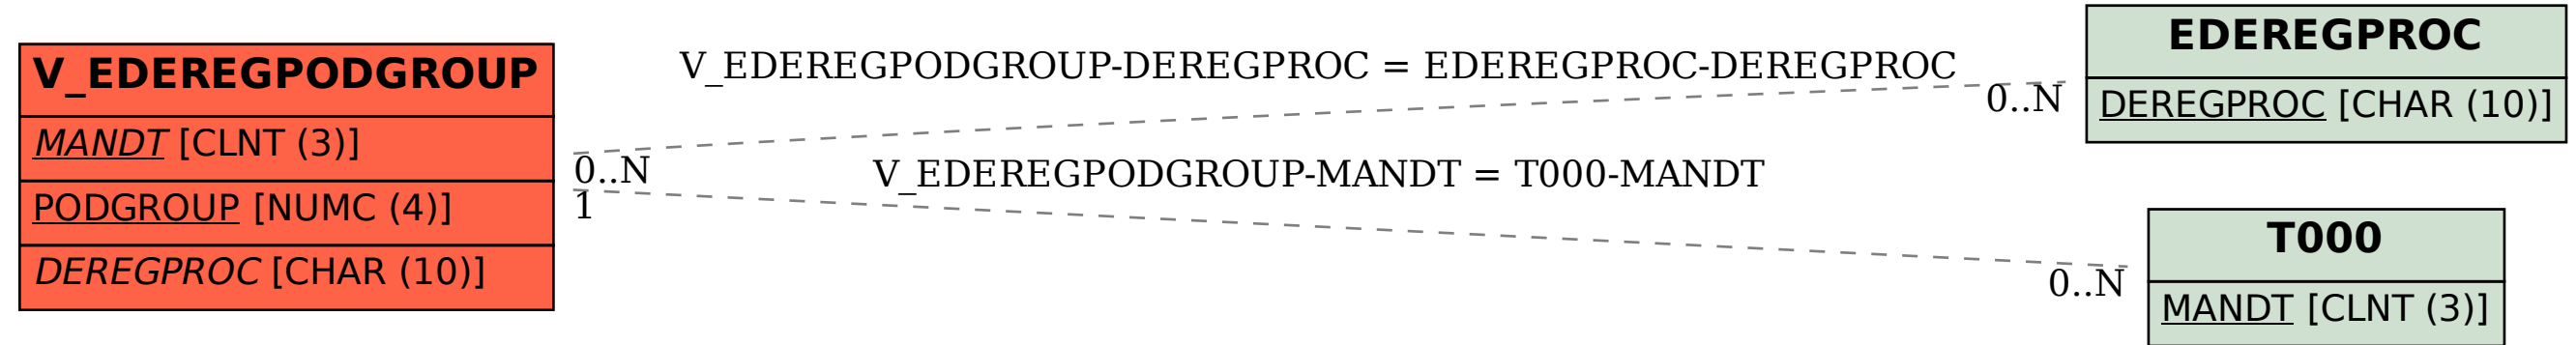 V_EDEREGPODGROUP
MANDT [CLNT (3)]
PODGROUP [NUMC (4)]
DEREGPROC [CHAR (10)]
V_EDEREGPODGROUP-DEREGPROC = EDEREGPROC-DEREGPROC
0..N
0..N
V_EDEREGPODGROUP-MANDT = T000-MANDT
1
0..N
EDEREGPROC
DEREGPROC [CHAR (10)]
T000
MANDT [CLNT (3)]